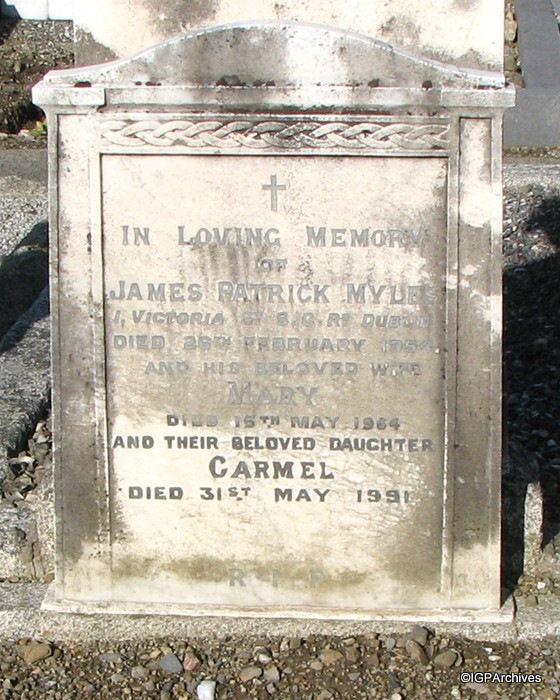 IN LOVING MEMORY
OF
JAMES PATRICK MYLES
1, VICTORIA ST S.C. RD DUBLIN
DIED 26TH FEBRUARY
AND HIS BELOVED WIFE
MARY
DIED 15TH MAY 1964
AND THEIR BELOVED DAUGHTER
CARMEL
DIED 31ST MAY 1991
R I P
©IGPArchives